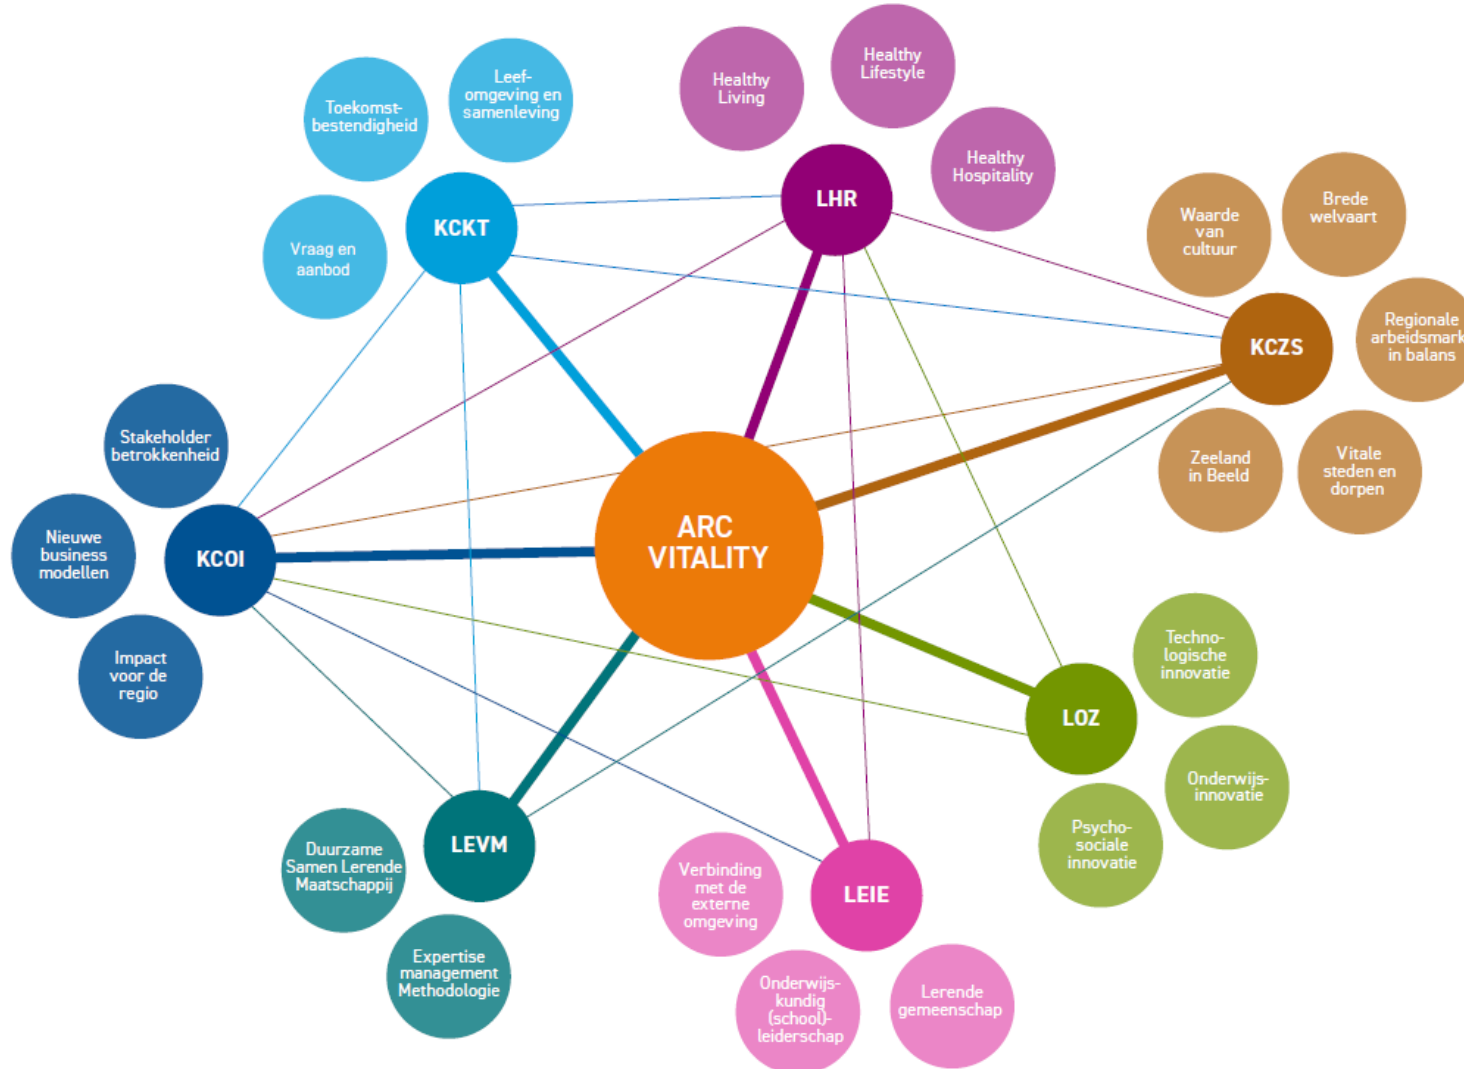 Healthy
Lifestyle
Healthy
Living
Leef-
omgeving en
samenleving
Toekomst-
bestendigheid
Healthy
Hospitality
LHR
KCKT
Vraag en
aanbod
Brede
welvaart
Waarde
van
cultuur
Regionale
arbeidsmark
in balans
KCZS
Zeeland
in Beeld
Vitale
steden en
dorpen
Stakeholder
betrokkenheid
Nieuwe
business
modellen
KCOI
Impact
voor de
regio
ARC
VITALITY
Techno-
logische
innovatie
LOZ
Onderwijs-
innovatie
Psycho-
sociale
innovatie
LEVM
Duurzame
Samen Lerende
Maatschappij
Expertise
management
Methodologie
LEIE
Verbinding
met de
externe
omgeving
Onderwijs-
kundig
(school)-
leiderschap
Lerende
gemeenschap